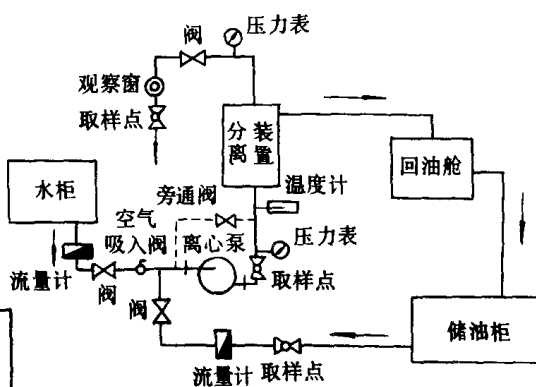 阀
压力表
观察窗
取样点
分装
离置
回油舱
水柜
旁通阀
温度计
空气
吸入阀
离心泵
压力表
流量计
阀
取样点
阀
储油柜
流量计
取样点